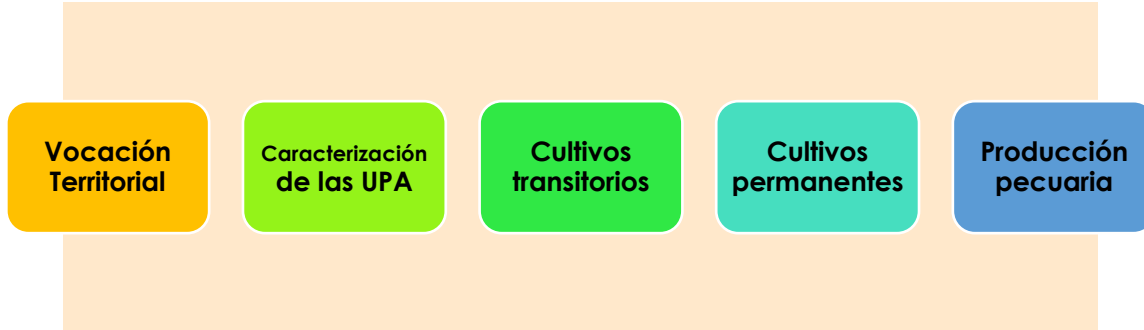 Vocación
Territorial
Caracterización
de las UPA
Cultivos
transitorios
Cultivos
permanentes
Producción
pecuaria